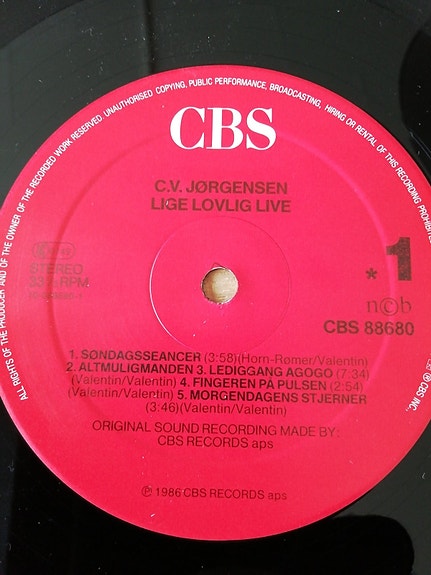 ALL RIGHTS OF THE PRODUCER AND OF THE OWNER OF THE RECORDED WORK RESERVED. UNAUTHORISED COPYING, PUBLIC PERFORMANCE, BROADCASTING, HIRING OR RENTAL OF THIS RECORDING PROHIBITED
CBS
C.V. JØRGENSEN
LIGE LOVLIG LIVE
STEREO
33 RPM
* 1
n©b
CBS 88680
1. SØNDAGSSEANCER (3:58)(Horn-Rømer/Valentin)
2. ALTMULIGMANDEN 3. LEDIGGANG AGOGO (7:34)
(Valentin/Valentin) 4. FINGEREN PÅ PULSEN (2:54)
(Valentin/Valentin) 5. MORGENDAGENS STJERNER
(3:46)(Valentin/Valentin)
ORIGINAL SOUND RECORDING MADE BY:
CBS RECORDS aps
℗ 1986 CBS RECORDS aps
CBS INC.